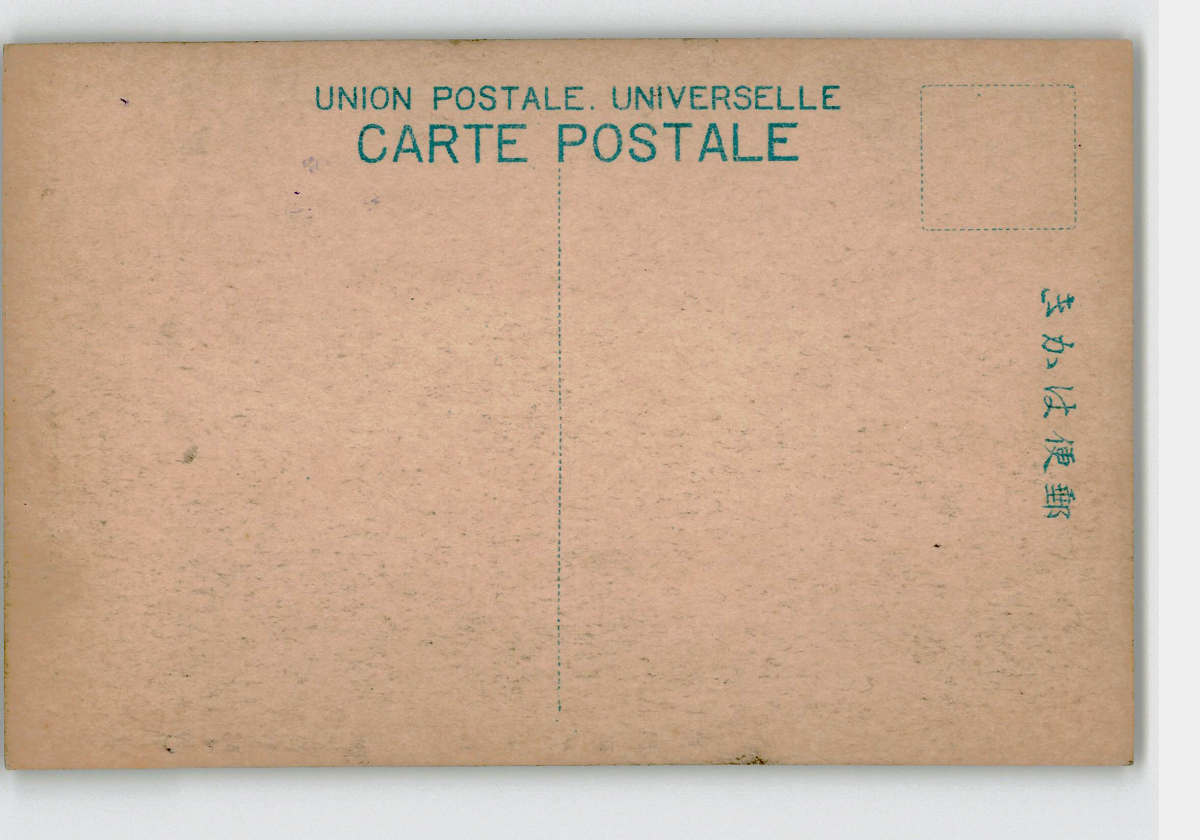 UNION POSTALE. UNIVERSELLE
CARTE POSTALE
きかは便郵